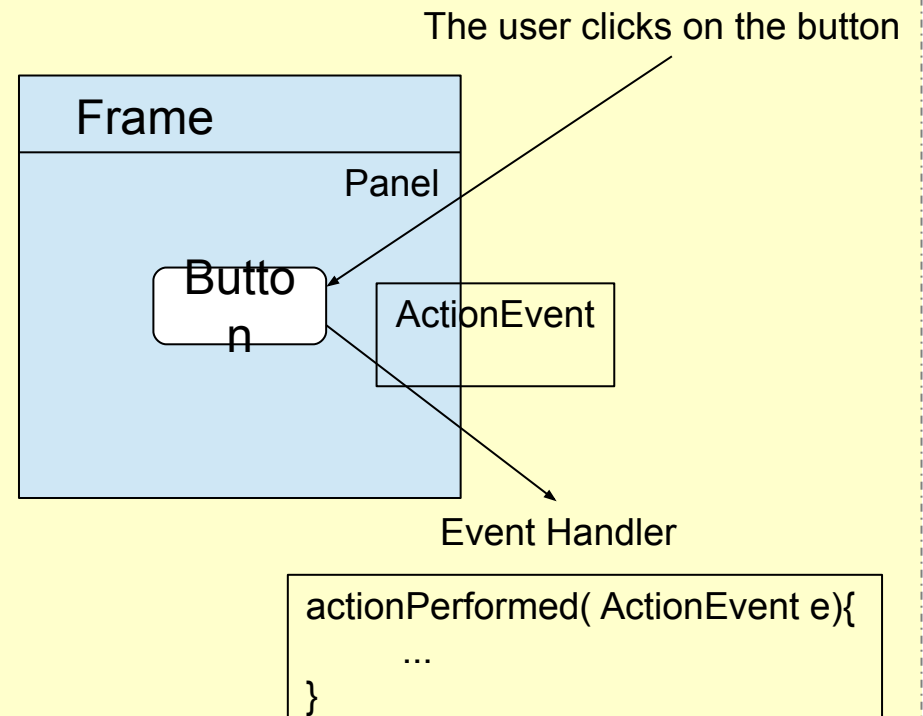 The user clicks on the button
Frame
Panel
Butto
n
ActionEvent
Event Handler
actionPerformed( ActionEvent e){
...
}